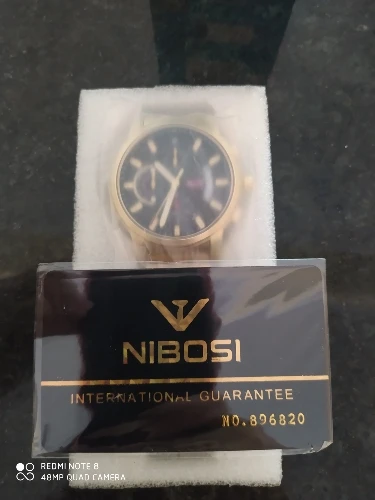 NIBOSI
INTERNATIONAL GUARANTEE
NO.896820
REDMI NOTE 8
48MP QUAD CAMERA